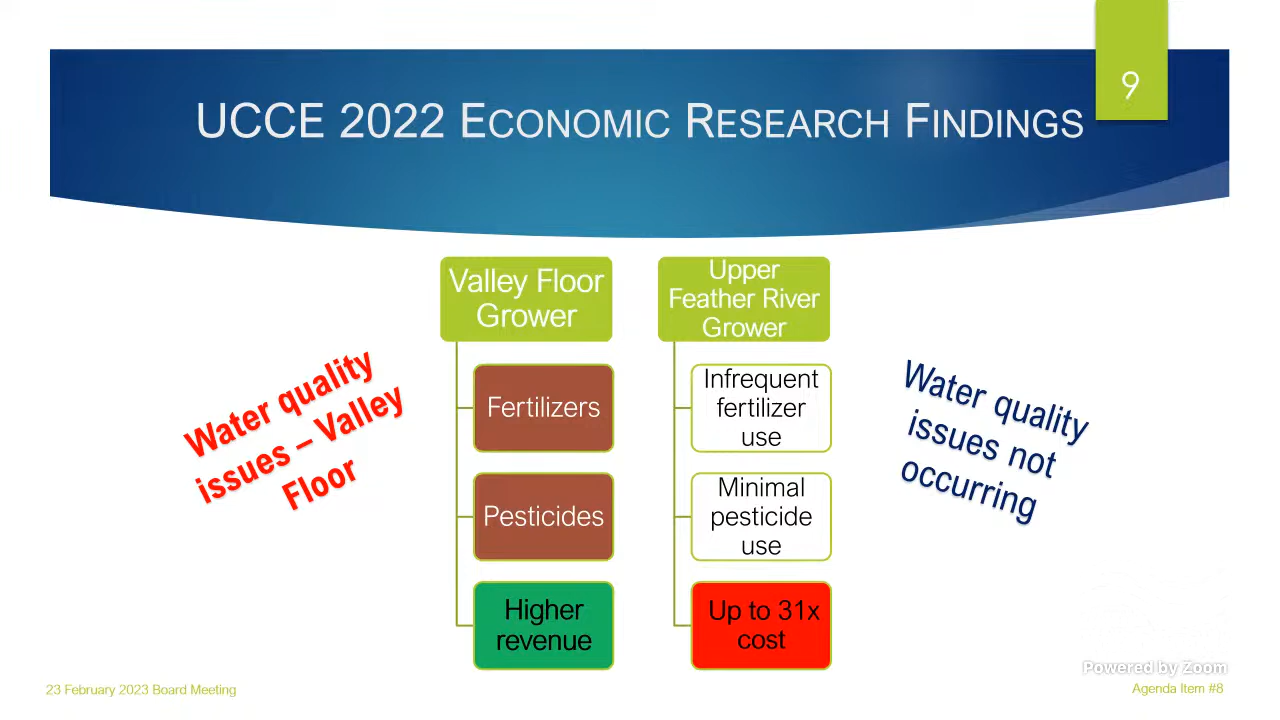 9
UCCE 2022 ECONOMIC RESEARCH FINDINGS
Valley Floor
Grower
Upper
Feather River
Grower
Water quality
issues – Valley
Floor
Fertilizers
Infrequent
fertilizer
use
Water quality
issues not
occurring
Pesticides
Minimal
pesticide
use
Higher
revenue
Up to 31x
cost
Powered by Zoom
23 February 2023 Board Meeting
Agenda Item #8